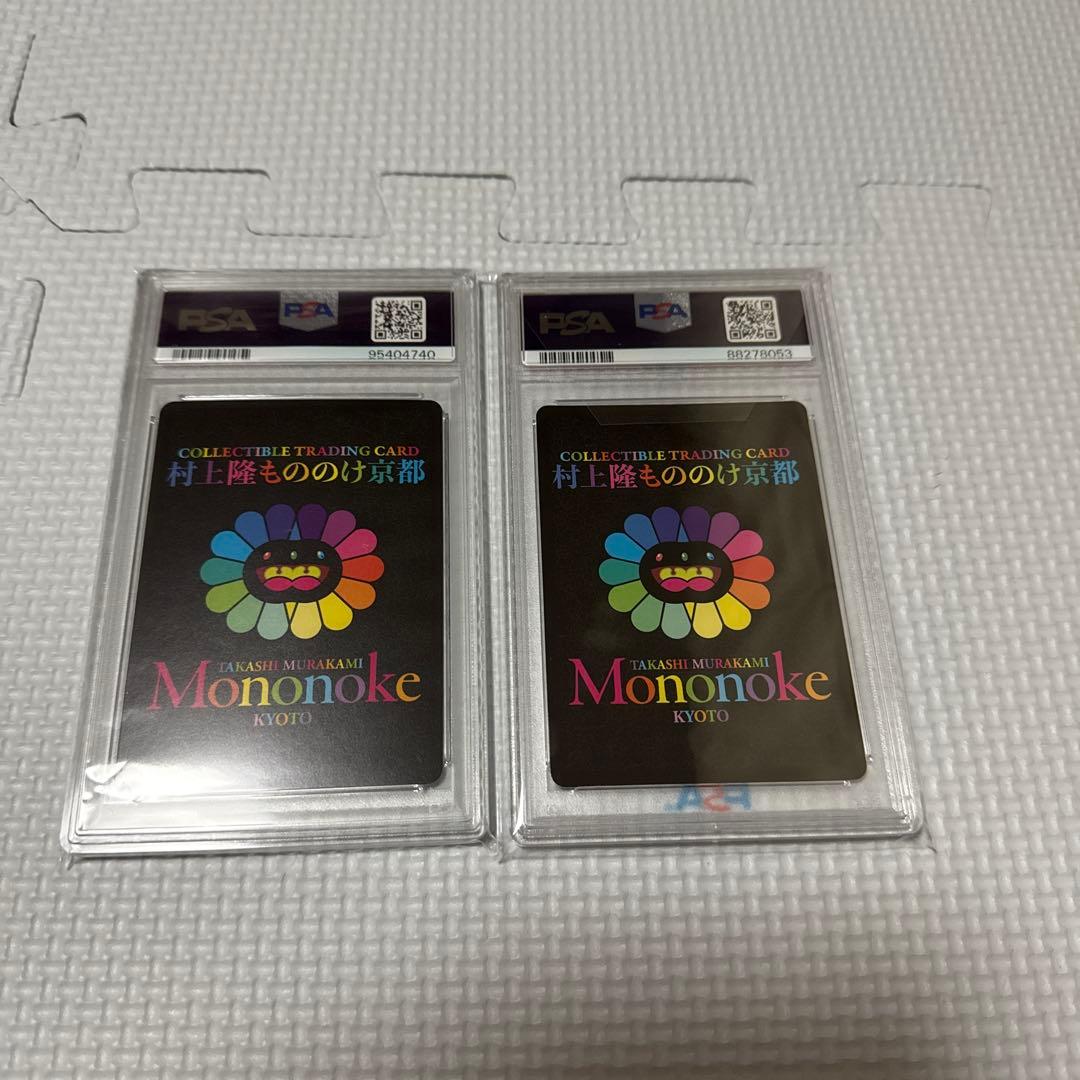 PSA
PSA
95404740
COLLECTIBLE TRADING CARD
村上隆もののけ京都
TAKASHI MURAKAMI
Mononoke
KYOTO
PSA
PSA
88278053
COLLECTIBLE TRADING CARD
村上隆もののけ京都
TAKASHI MURAKAMI
Mononoke
KYOTO
PSA